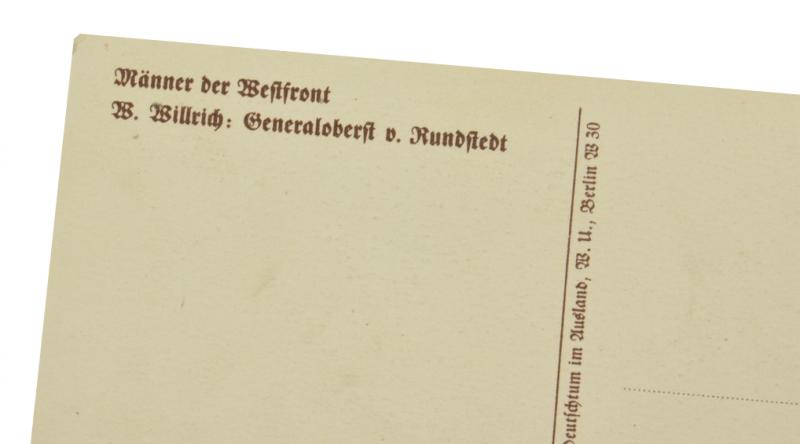 Männer der Westfront
W. Willrich: Generaloberst v. Rundstedt
Deutschtum im Ausland, W. U., Berlin W 30